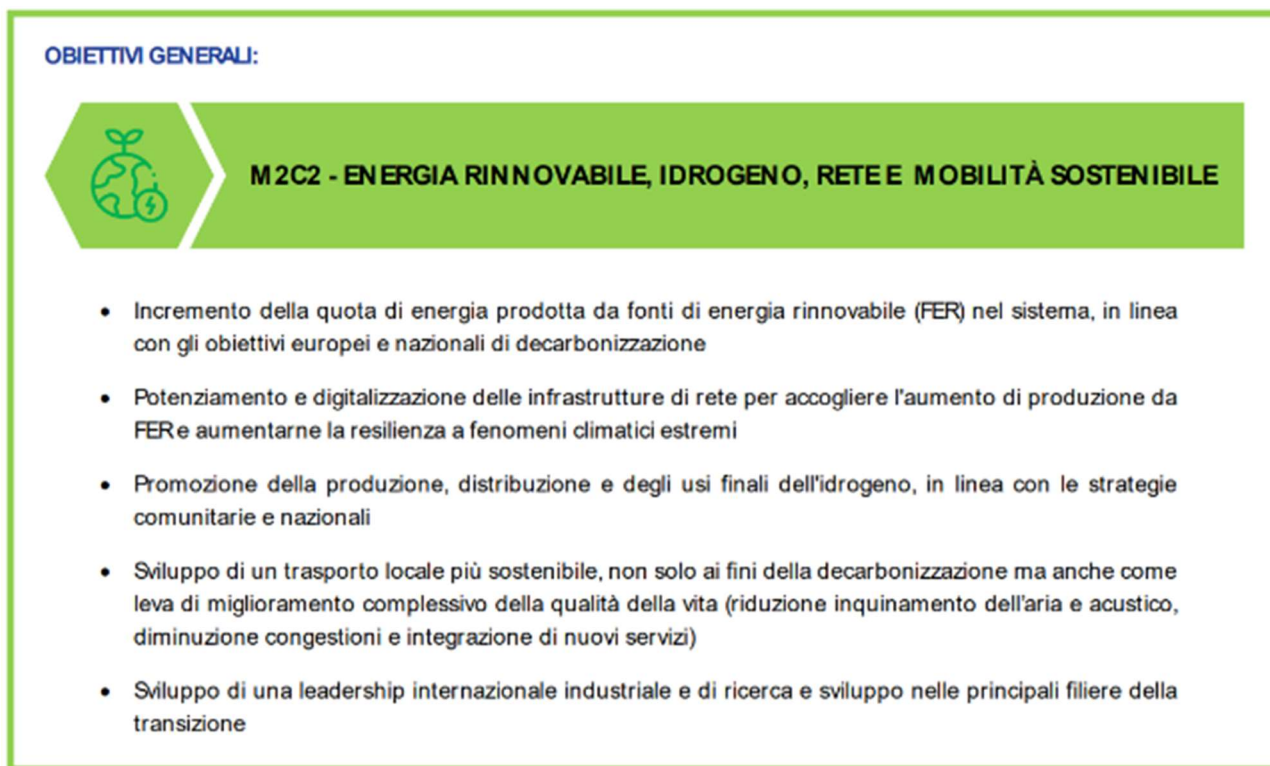 OBIETTIVI GENERALI:
M2C2 - ENERGIA RINNOVABILE, IDROGENO, RETE E MOBILITÀ SOSTENIBILE
• Incremento della quota di energia prodotta da fonti di energia rinnovabile (FER) nel sistema, in linea
con gli obiettivi europei e nazionali di decarbonizzazione
• Potenziamento e digitalizzazione delle infrastrutture di rete per accogliere l'aumento di produzione da
FER e aumentarne la resilienza a fenomeni climatici estremi
• Promozione della produzione, distribuzione e degli usi finali dell'idrogeno, in linea con le strategie
comunitarie e nazionali
• Sviluppo di un trasporto locale più sostenibile, non solo ai fini della decarbonizzazione ma anche come
leva di miglioramento complessivo della qualità della vita (riduzione inquinamento dell'aria e acustico,
diminuzione congestioni e integrazione di nuovi servizi)
• Sviluppo di una leadership internazionale industriale e di ricerca e sviluppo nelle principali filiere della
transizione